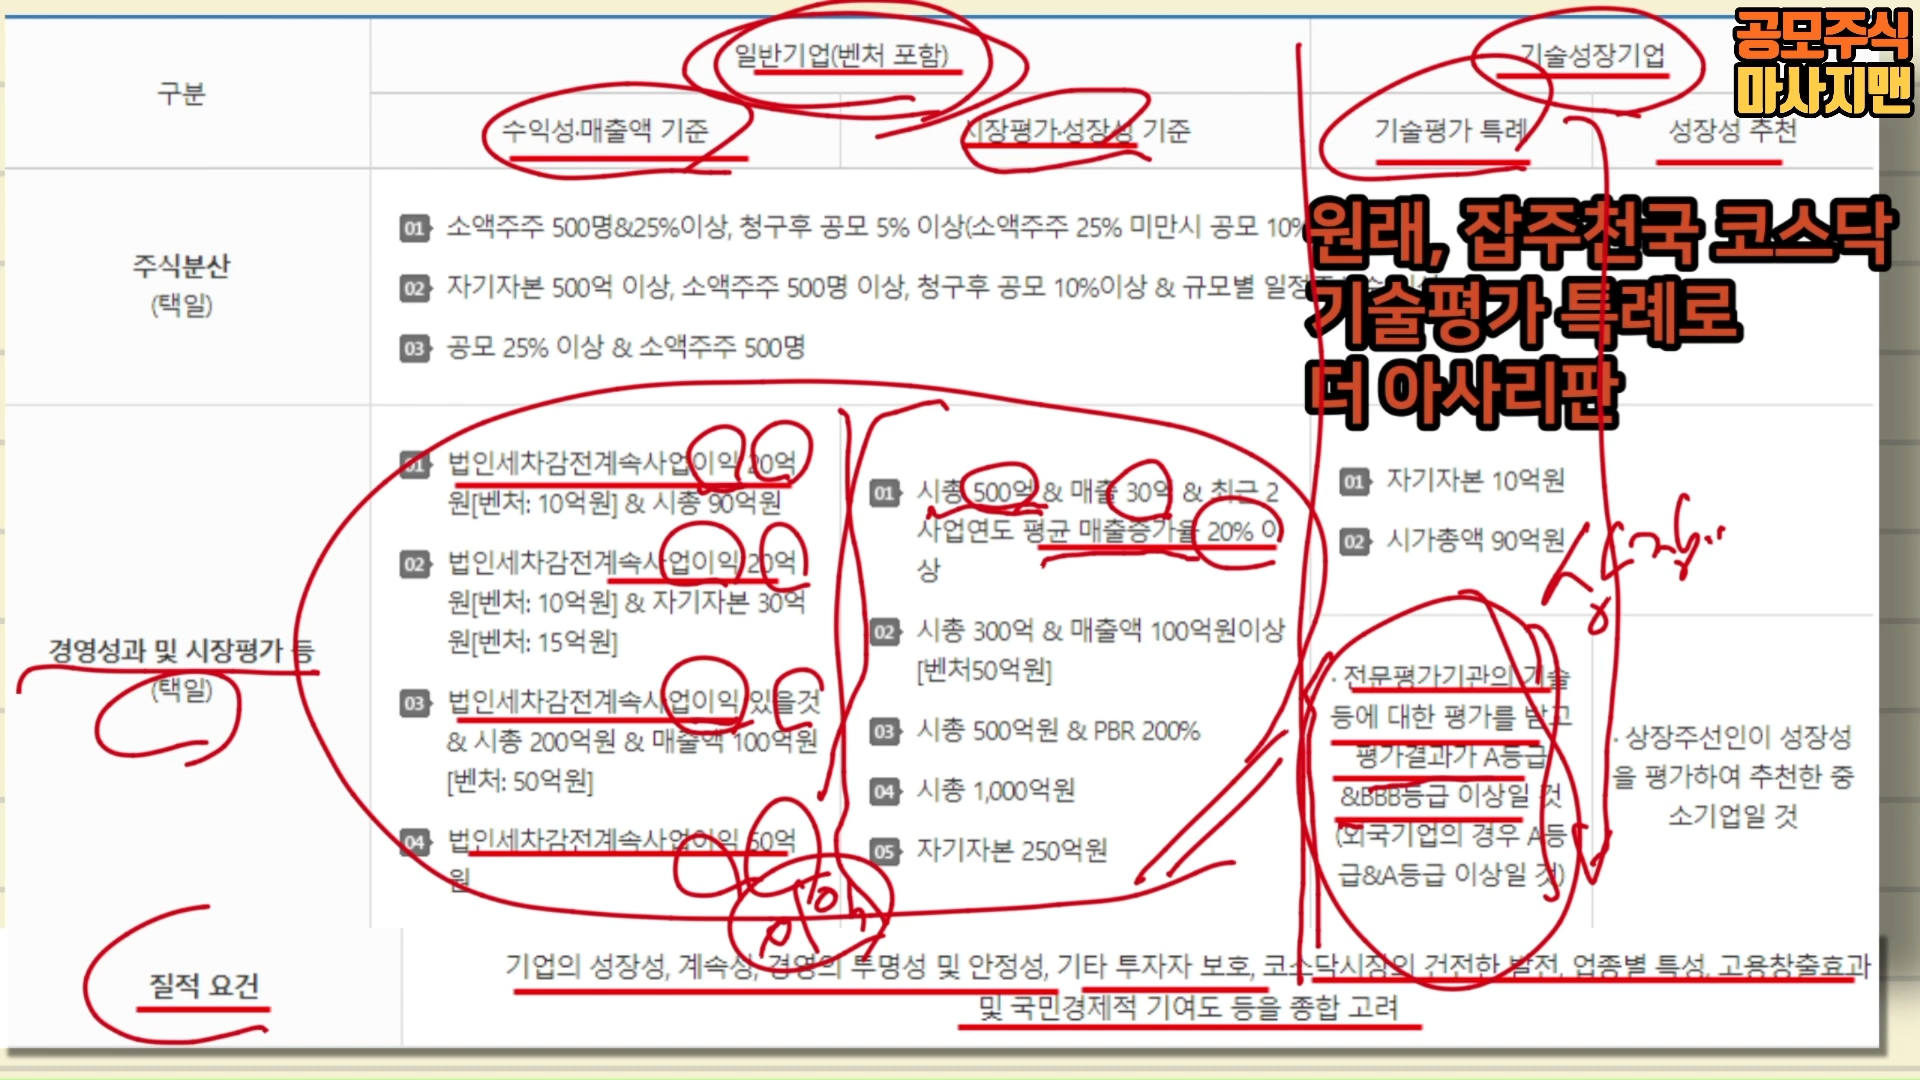 공모주식
마사지맨
구분
일반기업(벤처 포함)
기술성장기업
수익성·매출액 기준
시장평가·성장성 기준
기술평가 특례
성장성 추천
주식분산
(택일)
01 소액주주 500명&25%이상, 청구후 공모 5% 이상(소액주주 25% 미만시 공모 10%
02 자기자본 500억 이상, 소액주주 500명 이상, 청구후 공모 10%이상 & 규모별 일정
03 공모 25% 이상 & 소액주주 500명
원래, 잡주천국 코스닥
기술평가 특례로
더 아사리판
경영성과 및 시장평가 등
(택일)
01 법인세차감전계속사업이익 20억
원[벤처: 10억원] & 시총 90억원
02 법인세차감전계속사업이익 20억
원[벤처: 10억원] & 자기자본 30억
원[벤처: 15억원]
03 법인세차감전계속사업이익 있을것
& 시총 200억원 & 매출액 100억원
[벤처: 50억원]
04 법인세차감전계속사업이익 50억
원
01 시총 500억 & 매출 30억 & 최근 2
사업연도 평균 매출증가율 20% 이
상
02 시총 300억 & 매출액 100억원이상
[벤처50억원]
03 시총 500억원 & PBR 200%
04 시총 1,000억원
05 자기자본 250억원
01 자기자본 10억원
02 시가총액 90억원
· 전문평가기관의 기술
등에 대한 평가를 받고
평가결과가 A등급
&BBB등급 이상일 것
(외국기업의 경우 A등
급&A등급 이상일 것)
· 상장주선인이 성장성
을 평가하여 추천한 중
소기업일 것
질적 요건
기업의 성장성, 계속성, 경영의 투명성 및 안정성, 기타 투자자 보호, 코스닥시장의 건전한 발전, 업종별 특성, 고용창출효과
및 국민경제적 기여도 등을 종합 고려